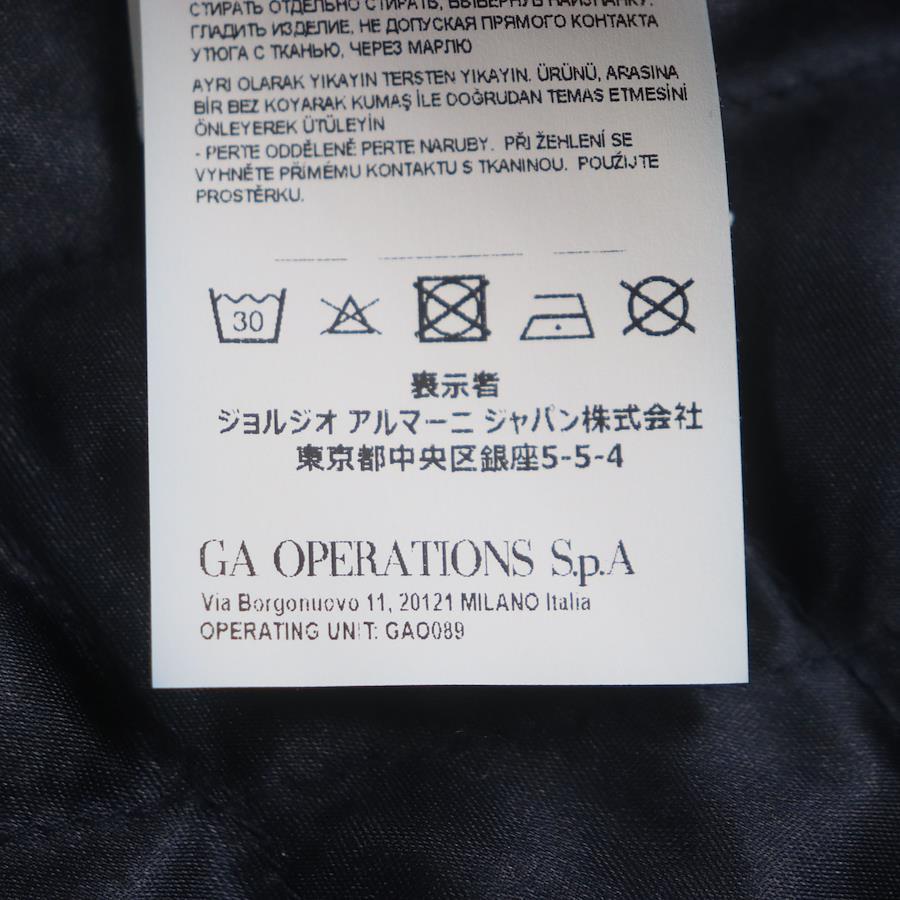 СТИРАТЬ ОТДЕЛЬНО СТИРАТЬ, ВЫВЕРНУВ НАИЗНАНКУ.
ГЛАДИТЬ ИЗДЕЛИЕ, НЕ ДОПУСКАЯ ПРЯМОГО КОНТАКТА
УТЮГА С ТКАНЬЮ, ЧЕРЕЗ МАРЛЮ
AYRI OLARAK YIKAYIN TERSTEN YIKAYIN. ÜRÜNÜ, ARASINA
BİR BEZ KOYARAK KUMAŞ İLE DOĞRUDAN TEMAS ETMESİNİ
ÖNLEYEREK ÜTÜLEYİN
- PERTE ODDĚLENĚ PERTE NARUBY. PŘI ŽEHLENÍ SE
VYHNĚTE PŘÍMÉMU KONTAKTU S TKANINOU. POUŽIJTE
PROSTĚRKU.
30
表示者
ジョルジオ アルマーニ ジャパン株式会社
東京都中央区銀座5-5-4
GA OPERATIONS S.p.A
Via Borgonuovo 11, 20121 MILANO Italia
OPERATING UNIT: GAO089